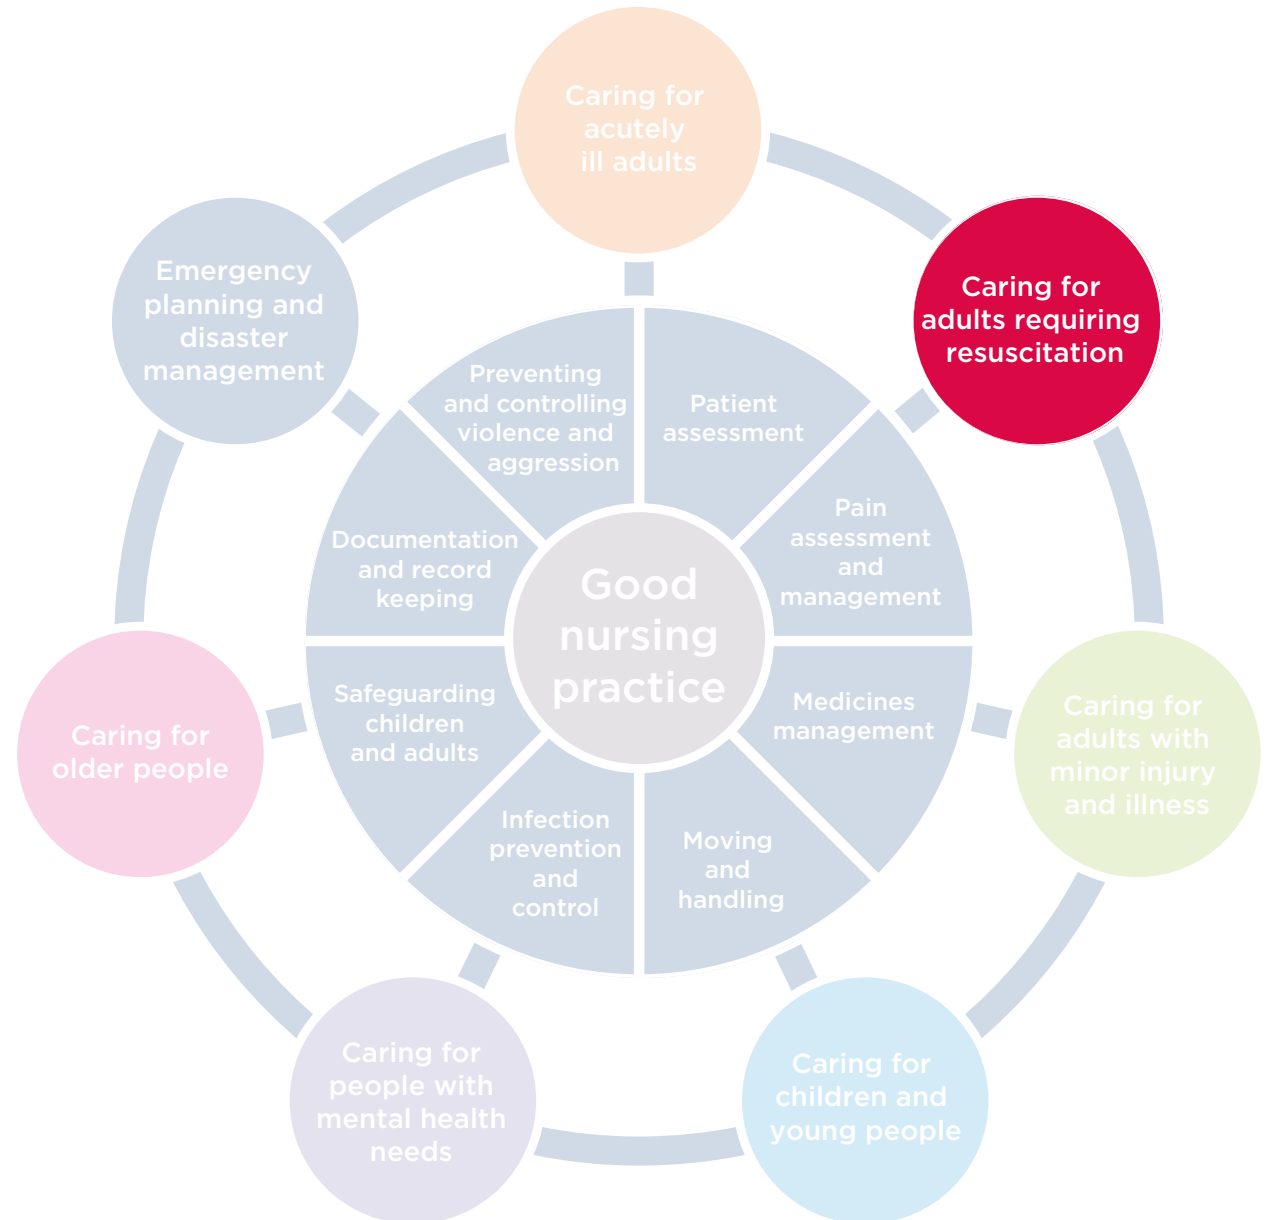 Caring for
acutely
ill adults
Caring for
adults requiring
resuscitation
Caring for
adults with
minor injury
and illness
Caring for
children and
young people
Caring for
people with
mental health
needs
Caring for
older people
Emergency
planning and
disaster
management
Patient
assessment
Pain
assessment
and
management
Medicines
management
Moving
and
handling
Infection
prevention
and
control
Safeguarding
children
and adults
Documentation
and record
keeping
Preventing
and controlling
violence and
aggression
Good
nursing
practice